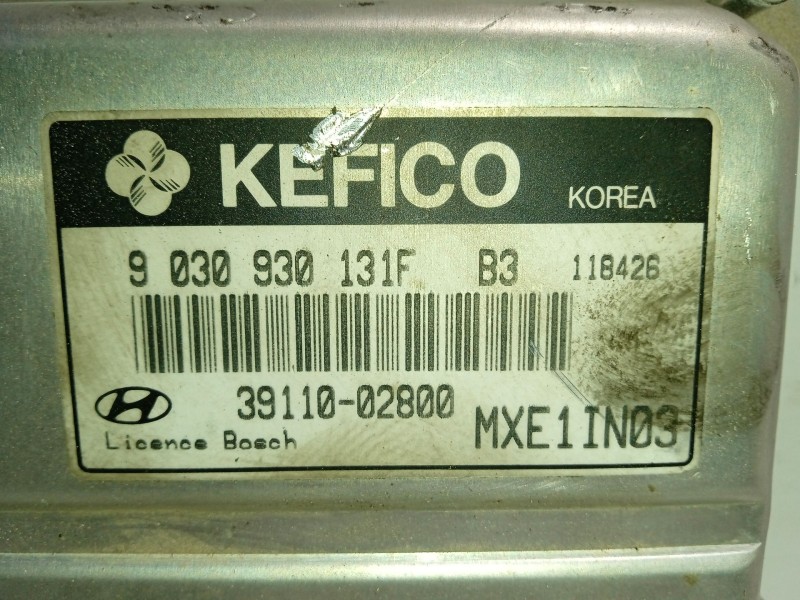 KEFICO KOREA
9 030 930 131F B3 118426
39110-02800 MXE1IN03
Licence Bosch